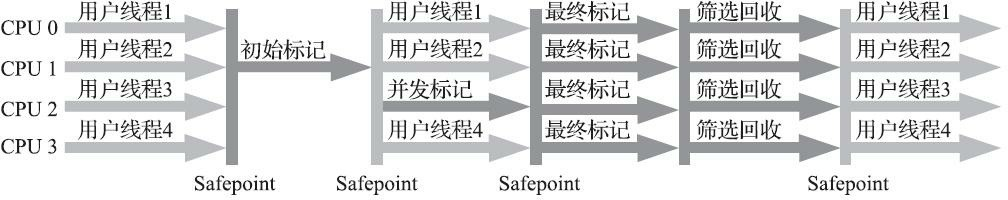 用户线程1 最终标记 筛选回收 用户线程1
CPU 0
用户线程2 初始标记 用户线程2 最终标记 筛选回收 用户线程2
CPU 1
用户线程3 并发标记 最终标记 筛选回收 用户线程3
CPU 2
用户线程4 用户线程4 最终标记 筛选回收 用户线程4
CPU 3
Safepoint Safepoint Safepoint Safepoint